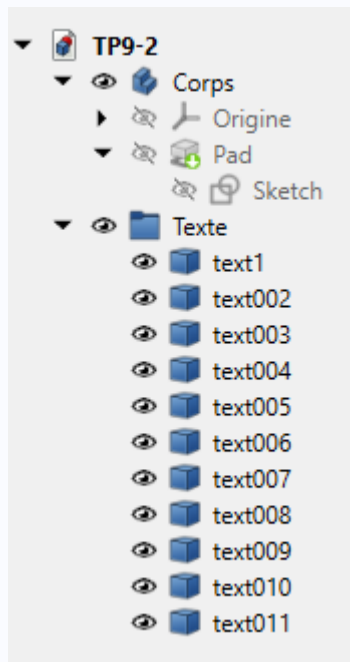 TP9-2
Corps
Origine
Pad
Sketch
Texte
text1
text002
text003
text004
text005
text006
text007
text008
text009
text010
text011